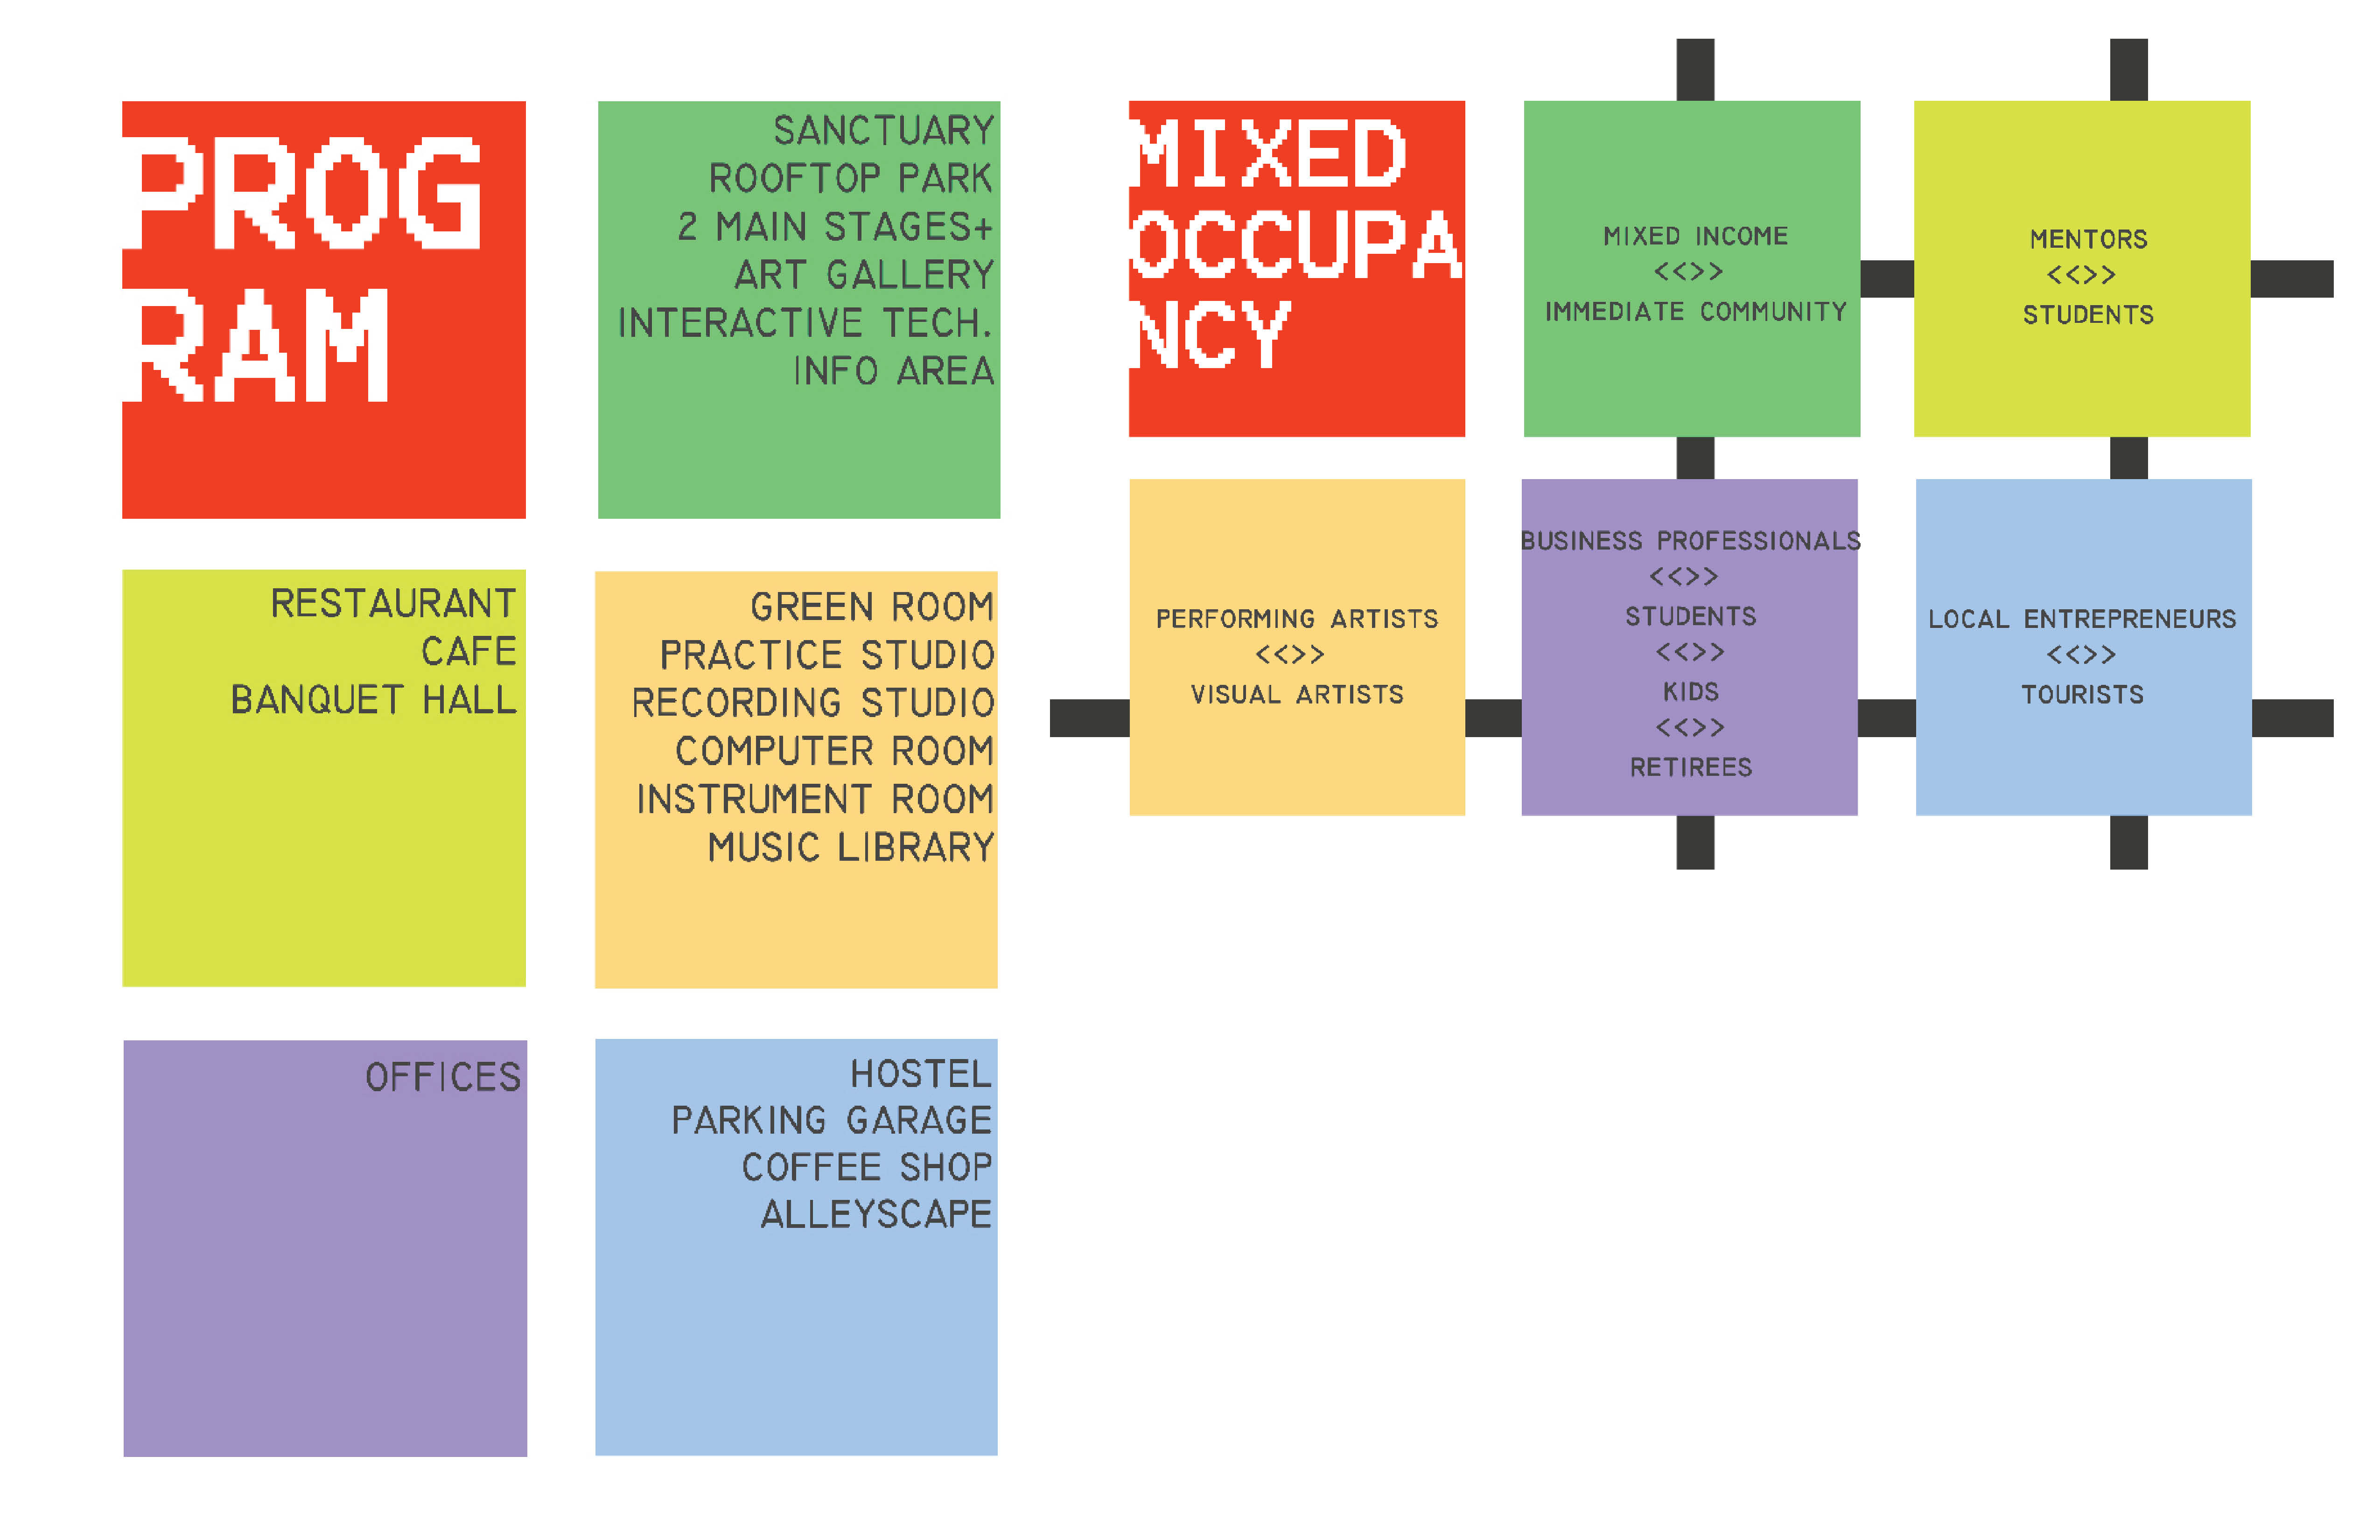 PROG
RAM
SANCTUARY
ROOFTOP PARK
2 MAIN STAGES+
ART GALLERY
INTERACTIVE TECH.
INFO AREA
RESTAURANT
CAFE
BANQUET HALL
GREEN ROOM
PRACTICE STUDIO
RECORDING STUDIO
COMPUTER ROOM
INSTRUMENT ROOM
MUSIC LIBRARY
OFFICES
HOSTEL
PARKING GARAGE
COFFEE SHOP
ALLEYSCAPE
MIXED
OCCUPA
NCY
MIXED INCOME
<<>>
IMMEDIATE COMMUNITY
MENTORS
<<>>
STUDENTS
PERFORMING ARTISTS
<<>>
VISUAL ARTISTS
BUSINESS PROFESSIONALS
<<>>
STUDENTS
<<>>
KIDS
<<>>
RETIREES
LOCAL ENTREPRENEURS
<<>>
TOURISTS